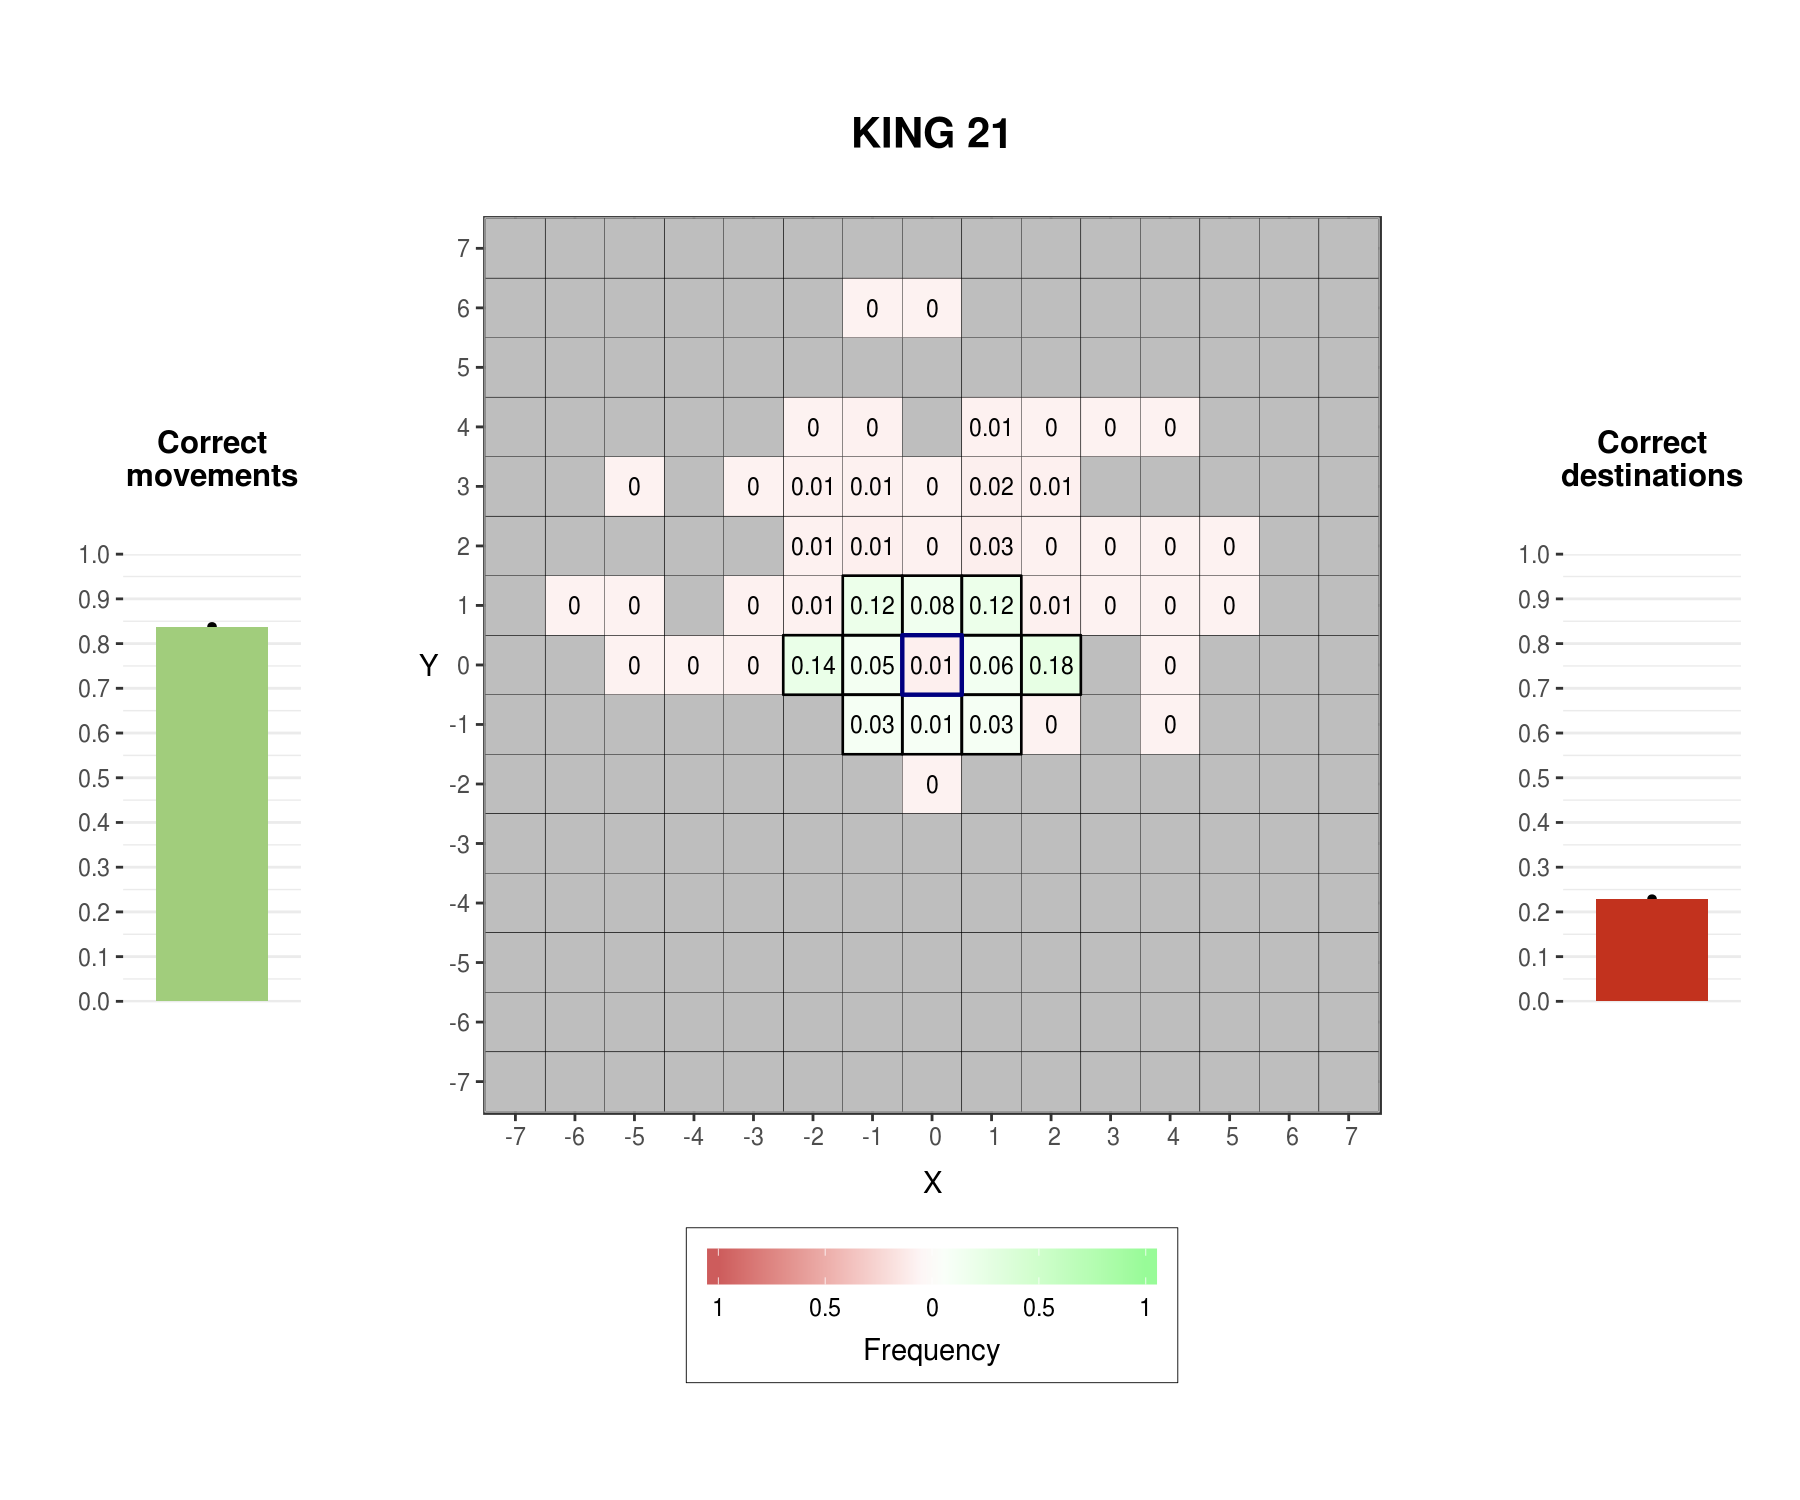 KING 21
Correct
movements
1.0
0.9
0.8
0.7
0.6
0.5
0.4
0.3
0.2
0.1
0.0
Y
7
6
5
4
3
2
1
0
-1
-2
-3
-4
-5
-6
-7
0 0
0 0 0.01 0 0 0
0 0 0.01 0.01 0 0.02 0.01
0.01 0.01 0 0.03 0 0 0 0
0 0 0 0.01 0.12 0.08 0.12 0.01 0 0 0
0 0 0 0.14 0.05 0.01 0.06 0.18 0
0.03 0.01 0.03 0 0
0
-7 -6 -5 -4 -3 -2 -1 0 1 2 3 4 5 6 7
X
1 0.5 0 0.5 1
Frequency
Correct
destinations
1.0
0.9
0.8
0.7
0.6
0.5
0.4
0.3
0.2
0.1
0.0